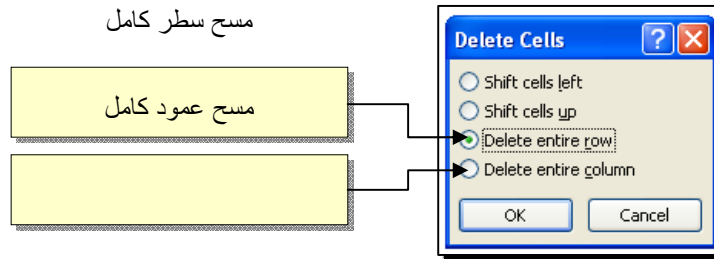 مسح سطر كامل
مسح عمود كامل
Delete Cells
Shift cells left
Shift cells up
Delete entire row
Delete entire column
OK
Cancel